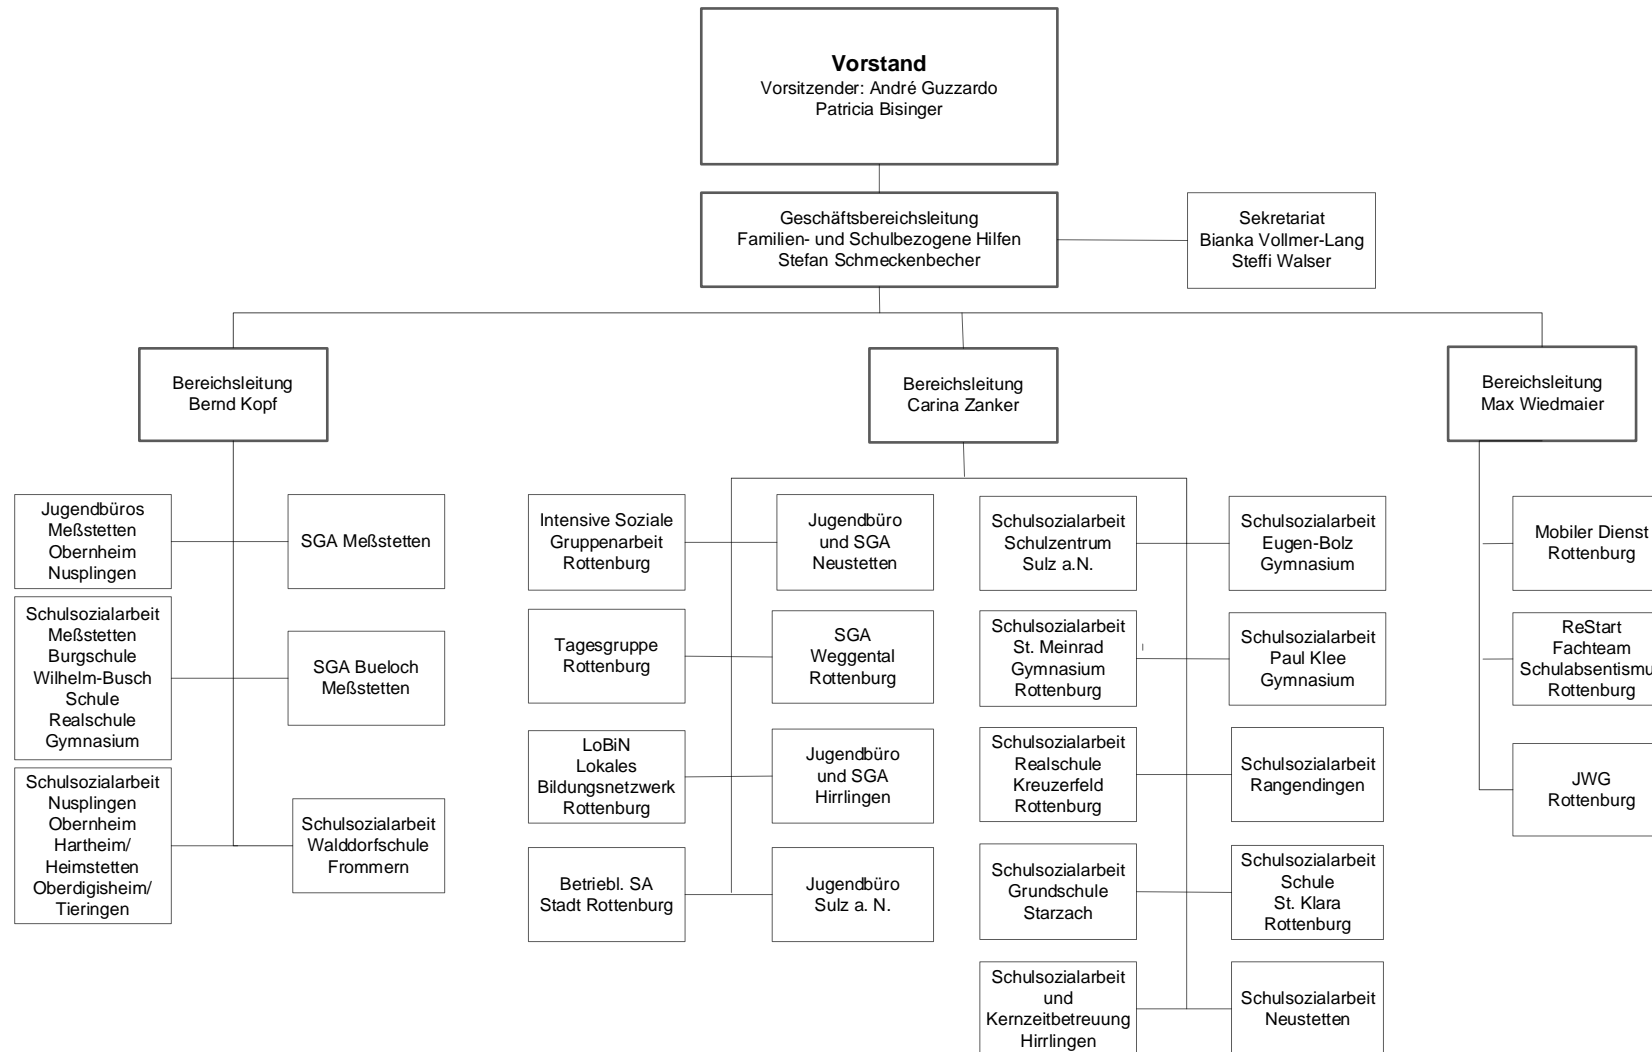 Vorstand
Vorsitzender: André Guzzardo
Patricia Bisinger
Geschäftsbereichsleitung
Familien- und Schulbezogene Hilfen
Stefan Schmeckenbecher
Sekretariat
Bianka Vollmer-Lang
Steffi Walser
Bereichsleitung
Bernd Kopf
Bereichsleitung
Carina Zanker
Bereichsleitung
Max Wiedmaier
Jugendbüros
Meßstetten
Obernheim
Nusplingen
SGA Meßstetten
Schulsozialarbeit
Meßstetten
Burgschule
Wilhelm-Busch
Schule
Realschule
Gymnasium
SGA Bueloch
Meßstetten
Schulsozialarbeit
Nusplingen
Obernheim
Hartheim/
Heimstetten
Oberdigisheim/
Tieringen
Schulsozialarbeit
Walddorfschule
Frommern
Intensive Soziale
Gruppenarbeit
Rottenburg
Jugendbüro
und SGA
Neustetten
Tagesgruppe
Rottenburg
SGA
Weggental
Rottenburg
LoBiN
Lokales
Bildungsnetzwerk
Rottenburg
Jugendbüro
und SGA
Hirrlingen
Betriebl. SA
Stadt Rottenburg
Jugendbüro
Sulz a. N.
Schulsozialarbeit
Schulzentrum
Sulz a.N.
Schulsozialarbeit
Eugen-Bolz
Gymnasium
Schulsozialarbeit
St. Meinrad
Gymnasium
Rottenburg
Schulsozialarbeit
Paul Klee
Gymnasium
Schulsozialarbeit
Realschule
Kreuzerfeld
Rottenburg
Schulsozialarbeit
Rangendingen
Schulsozialarbeit
Grundschule
Starzach
Schulsozialarbeit
Schule
St. Klara
Rottenburg
Schulsozialarbeit
und
Kernzeitbetreuung
Hirrlingen
Schulsozialarbeit
Neustetten
Mobiler Dienst
Rottenburg
ReStart
Fachteam
Schulabsentismu
Rottenburg
JWG
Rottenburg